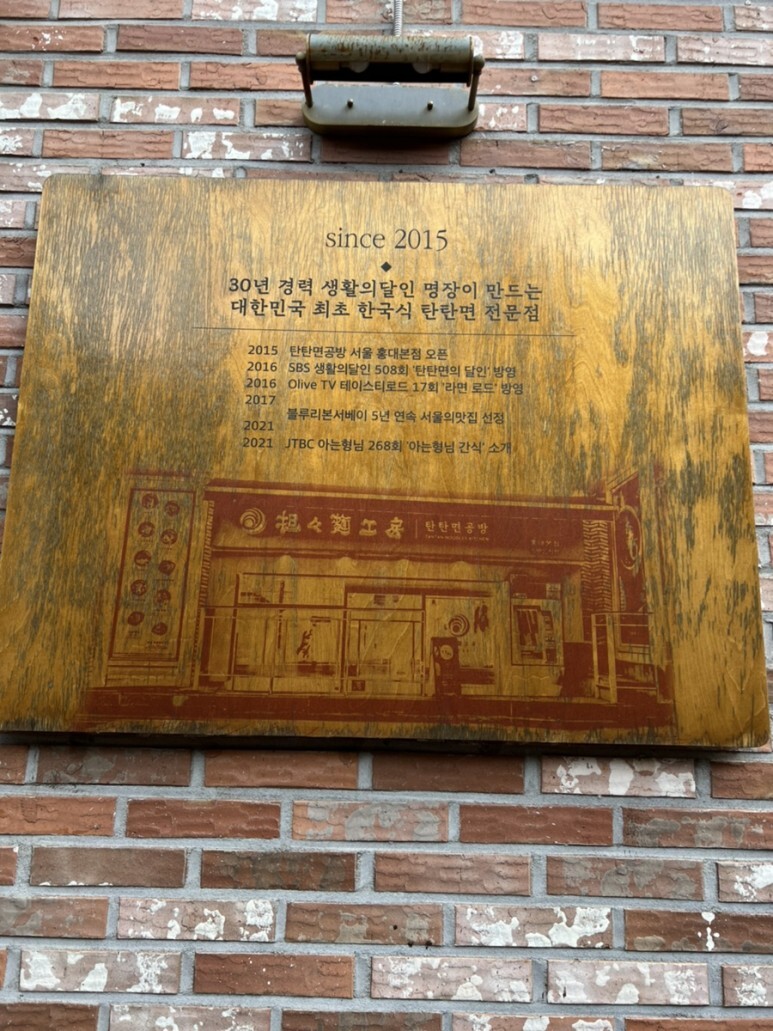 since 2015
30년 경력 생활의달인 명장이 만드는
대한민국 최초 한국식 탄탄면 전문점
2015 탄탄면공방 서울 홍대본점 오픈
2016 SBS 생활의달인 508회 '탄탄면의 달인' 방영
2016 Olive TV 테이스티로드 17회 '라면 로드' 방영
2017
블루리본서베이 5년 연속 서울의맛집 선정
2021
2021 JTBC 아는형님 268회 '아는형님 간식' 소개
担々麺工房 탄탄면공방